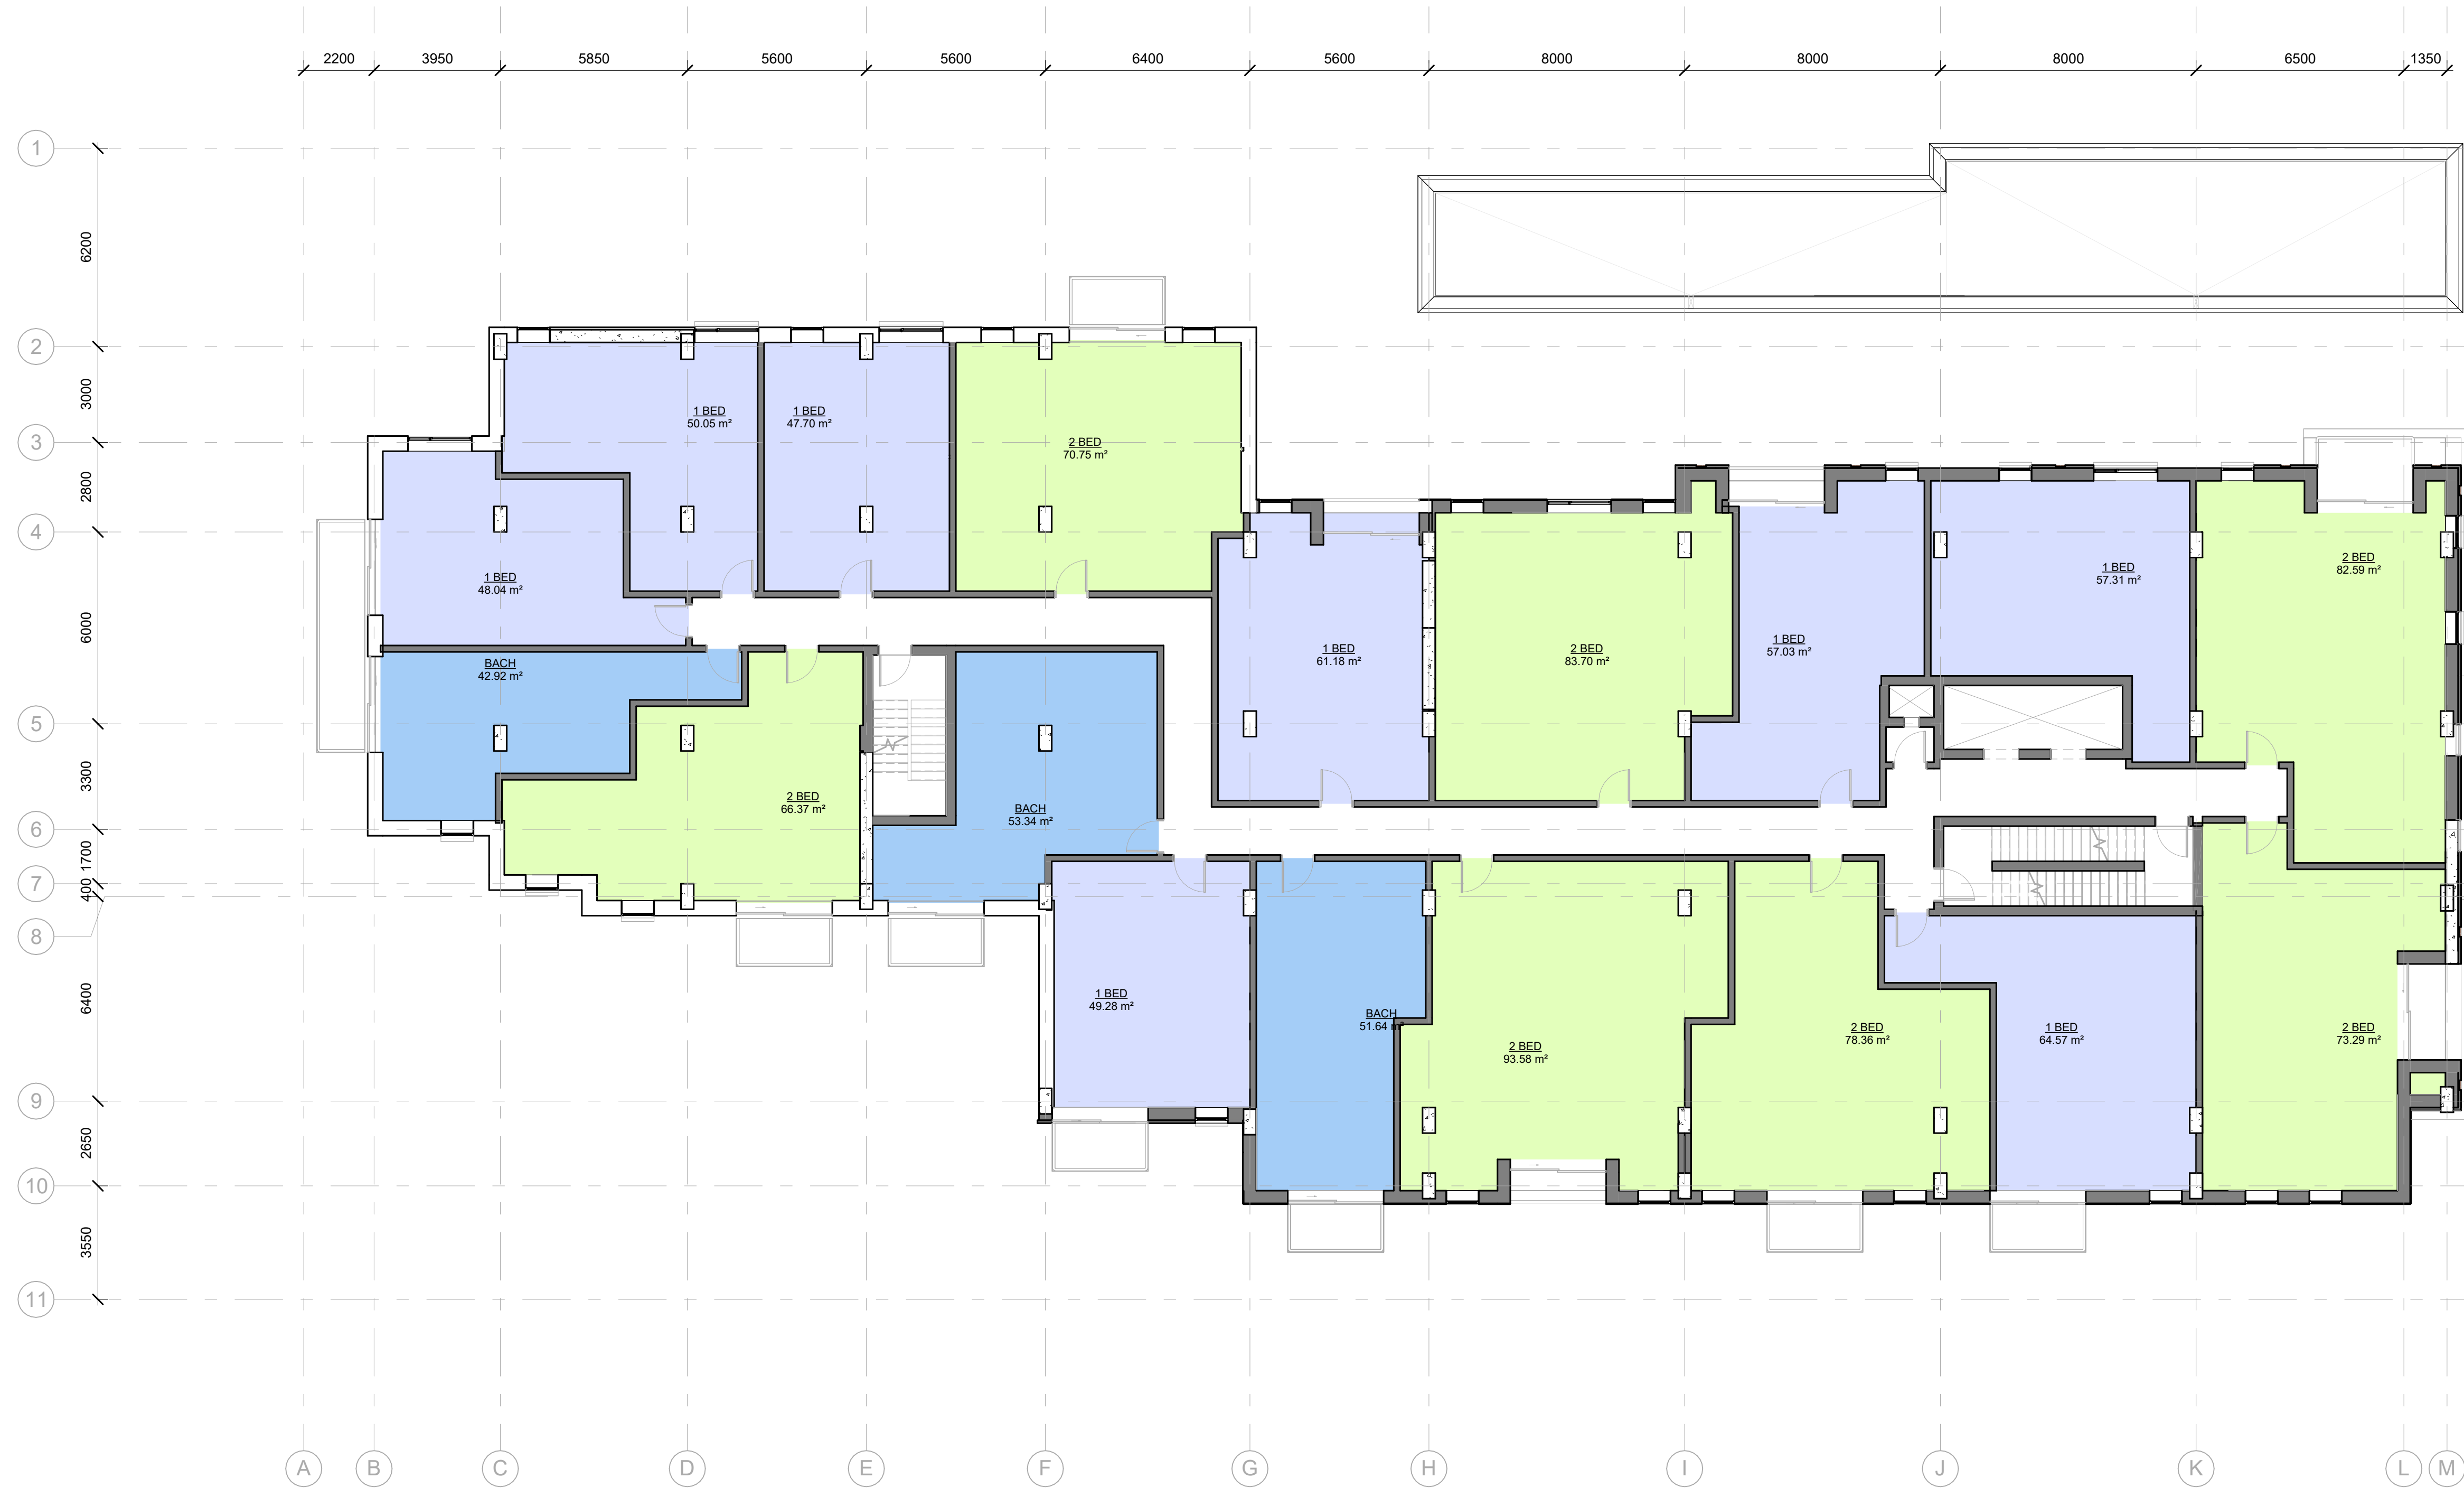 2200 3950 5850 5600 5600 6400 5600 8000 8000 8000 6500 1350
1
6200
2
3000
3
2800
4
6000
5
3300
6
1700
7
400
8
6400
9
2650
10
3550
11
1 BED
50.05 m²
1 BED
47.70 m²
2 BED
70.75 m²
1 BED
48.04 m²
BACH
42.92 m²
2 BED
66.37 m²
BACH
53.34 m²
1 BED
61.18 m²
2 BED
83.70 m²
1 BED
57.03 m²
1 BED
57.31 m²
2 BED
82.59 m²
1 BED
49.28 m²
BACH
51.64 m²
2 BED
93.58 m²
2 BED
78.36 m²
1 BED
64.57 m²
2 BED
73.29 m²
A B C D E F G H I J K L M